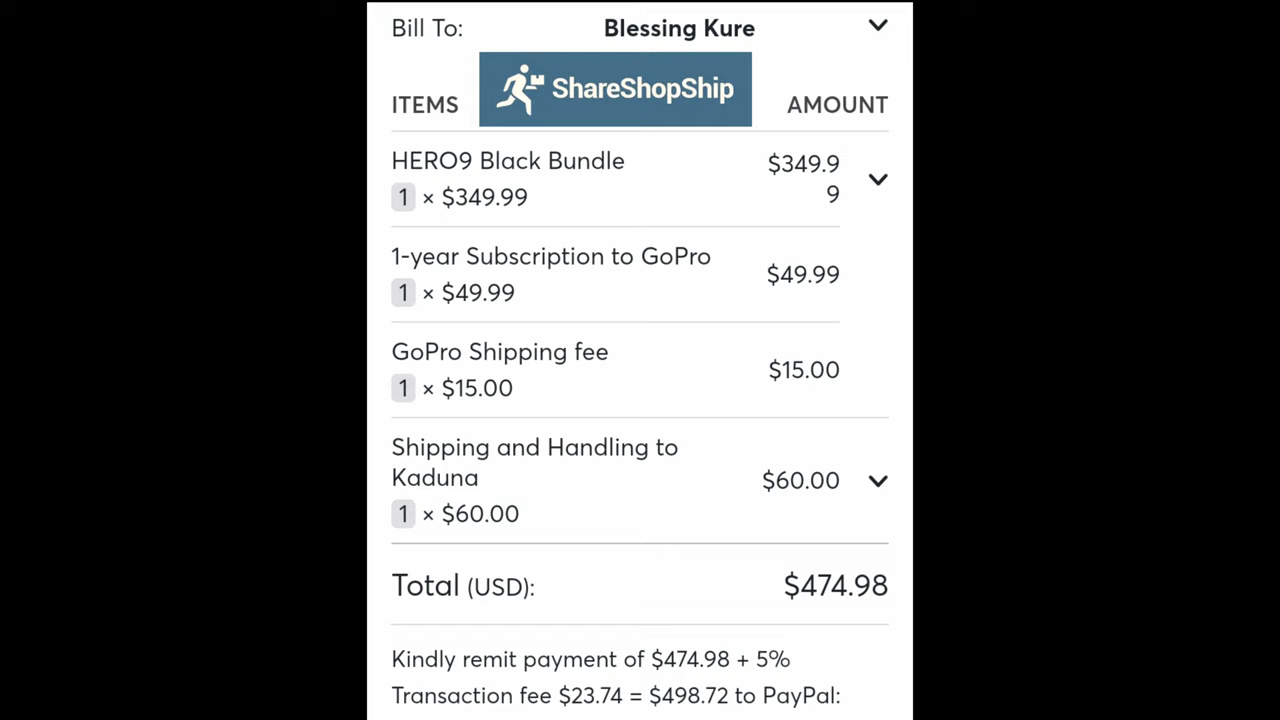 Bill To: Blessing Kure
ShareShopShip
ITEMS AMOUNT
HERO9 Black Bundle $349.9
1 × $349.99 9
1-year Subscription to GoPro
1 × $49.99 $49.99
GoPro Shipping fee
1 × $15.00 $15.00
Shipping and Handling to
Kaduna $60.00
1 × $60.00
Total (USD): $474.98
Kindly remit payment of $474.98 + 5%
Transaction fee $23.74 = $498.72 to PayPal: